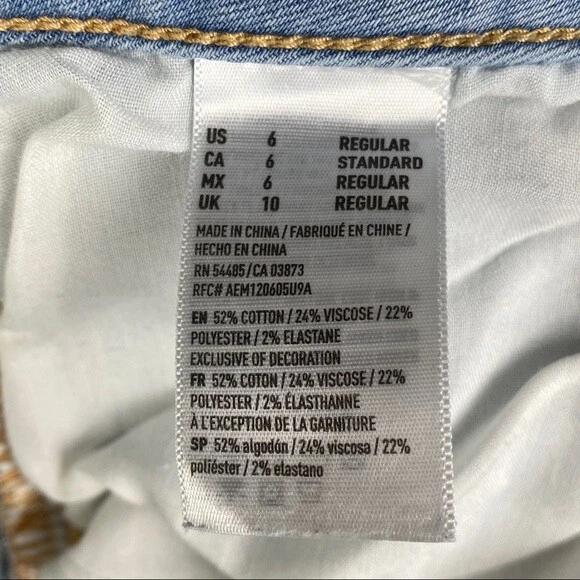 US 6 REGULAR
CA 6 STANDARD
MX 6 REGULAR
UK 10 REGULAR
MADE IN CHINA / FABRIQUÉ EN CHINE /
HECHO EN CHINA
RN 54485/CA 03873
RFC# AEM120605U9A
EN 52% COTTON / 24% VISCOSE / 22%
POLYESTER / 2% ELASTANE
EXCLUSIVE OF DECORATION
FR 52% COTON / 24% VISCOSE / 22%
POLYESTER / 2% ÉLASTHANNE
À L'EXCEPTION DE LA GARNITURE
SP 52% algodón / 24% viscosa / 22%
poliéster / 2% elastano